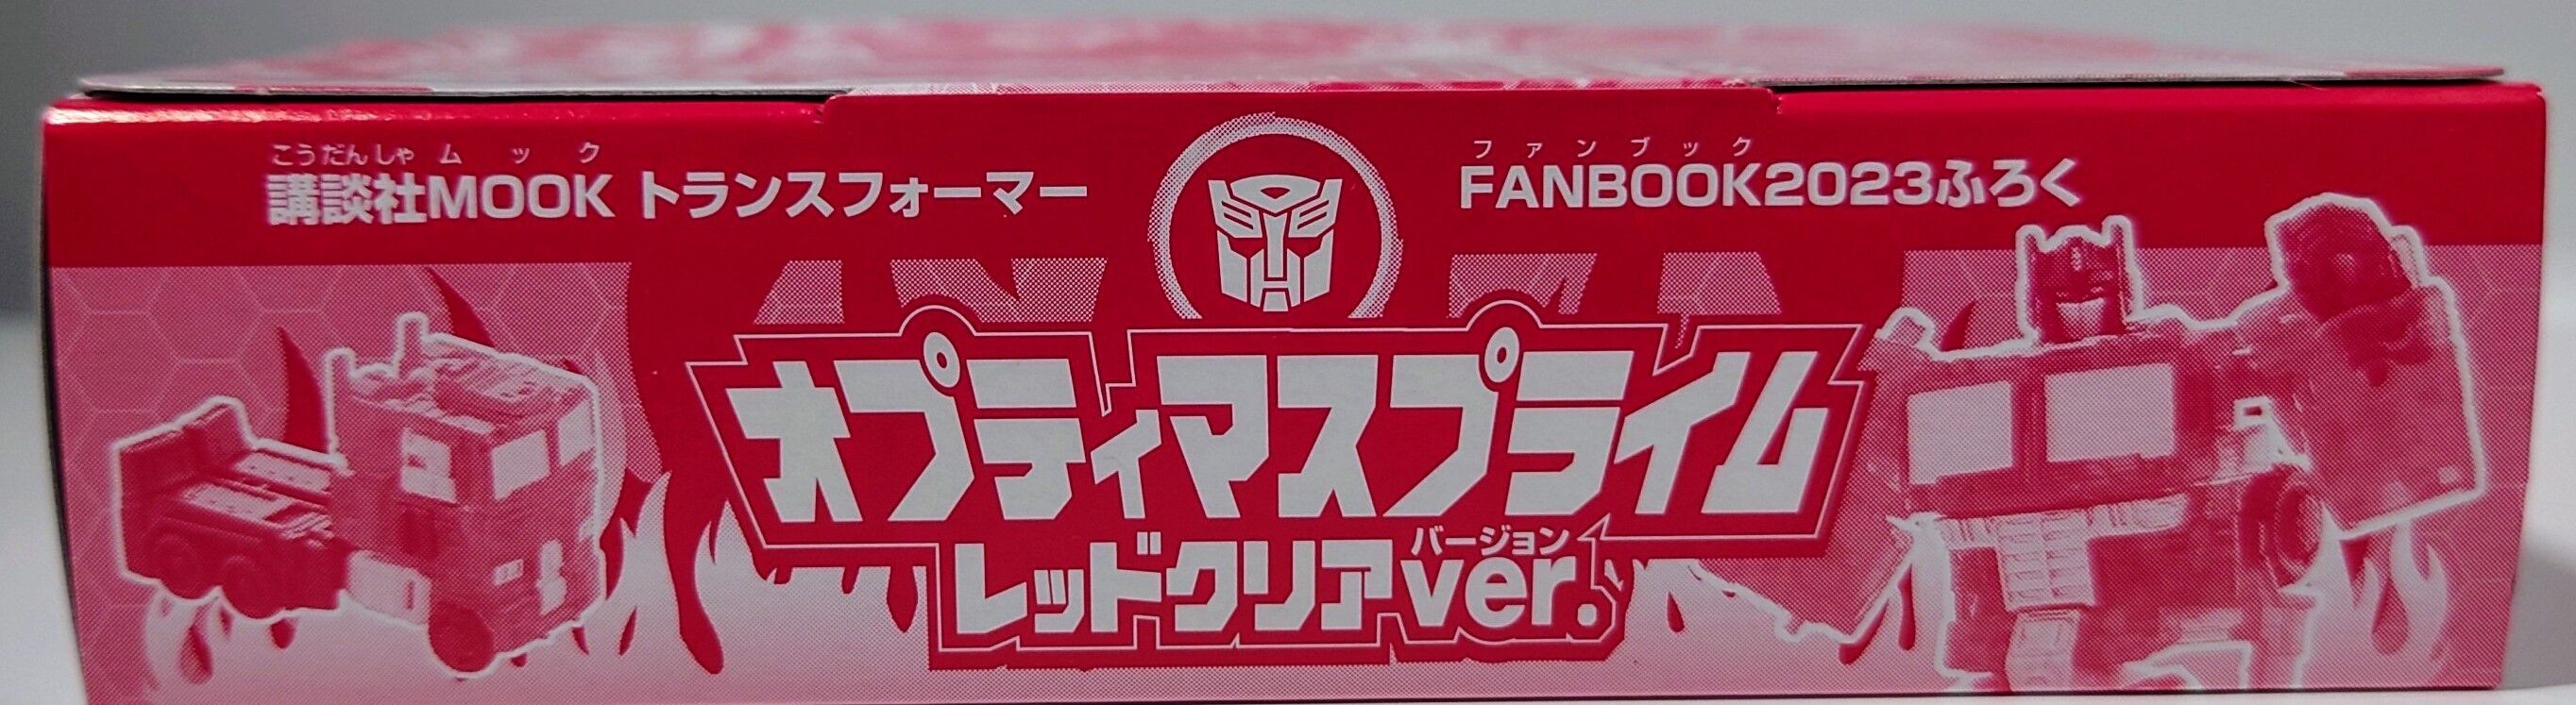 こうだんしゃ ムック
講談社MOOK トランスフォーマー
ファンブック
FANBOOK2023ふろく
オプティマスプライム
バージョン
レッドクリアver.